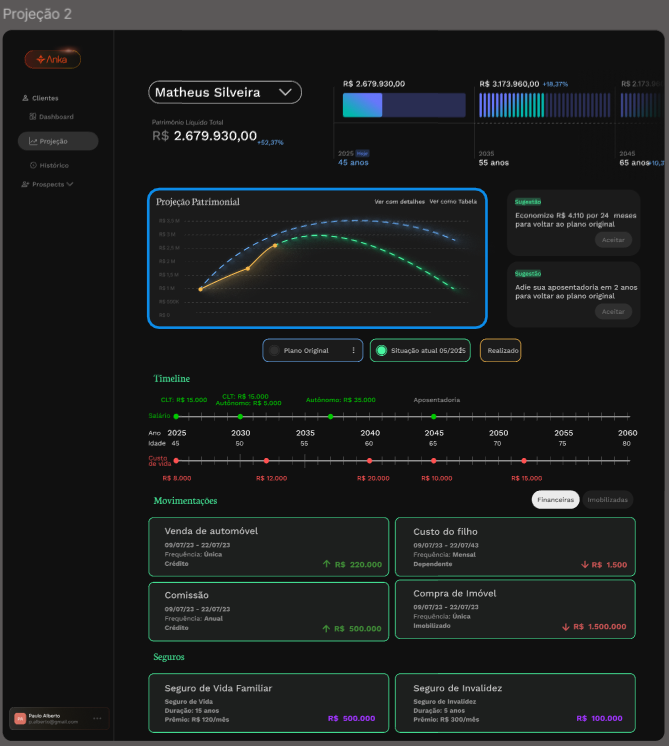 Projeção 2
Anka
Clientes
Dashboard
Projeção
Histórico
Prospects
Matheus Silveira
Patrimônio Líquido Total
R$ 2.679.930,00
+52,37%
R$ 2.679.930,00
R$ 3.173.960,00 +18,37%
2025
45 anos
2035
55 anos
2045
65 anos
Projeção Patrimonial
Ver com detalhes
Ver como Tabela
R$ 3,5 M
R$ 3 M
R$ 2,5 M
R$ 1,5 M
R$ 1 M
R$ 0
Sugestão
Economize R$ 4.110 por 24 meses
para voltar ao plano original
Aceitar
Sugestão
Adie sua aposentadoria em 2 anos
para voltar ao plano original
Aceitar
Plano Original
Situação atual 05/2025
Realizado
Timeline
CLT: R$ 15.000
CLT: R$ 15.000
Autônomo: R$ 5.000
Autônomo: R$ 35.000
Aposentadoria
Salário
Ano 2025 2030 2035 2040 2045 2050 2055 2060
Idade 45 50 55 60 65 70 75 80
Custo
de vida
R$ 8.000 R$ 12.000 R$ 20.000 R$ 10.000 R$ 15.000
Movimentações
Financeiras
Imobilizadas
Venda de automóvel
09/07/23 - 22/07/23
Frequência: Única
Crédito
R$ 220.000
Custo do filho
09/07/23 - 22/07/43
Frequência: Mensal
Dependente
R$ 1.500
Comissão
09/07/23 - 22/07/23
Frequência: Anual
Crédito
R$ 500.000
Compra de Imóvel
09/07/23 - 22/07/23
Frequência: Única
Imobilizado
R$ 1.500.000
Seguros
Seguro de Vida Familiar
Seguro de Vida
Duração: 15 anos
Prêmio: R$ 120/mês
R$ 500.000
Seguro de Invalidez
Seguro de Invalidez
Duração: 5 anos
Prêmio: R$ 300/mês
R$ 100.000
Paulo Alberto